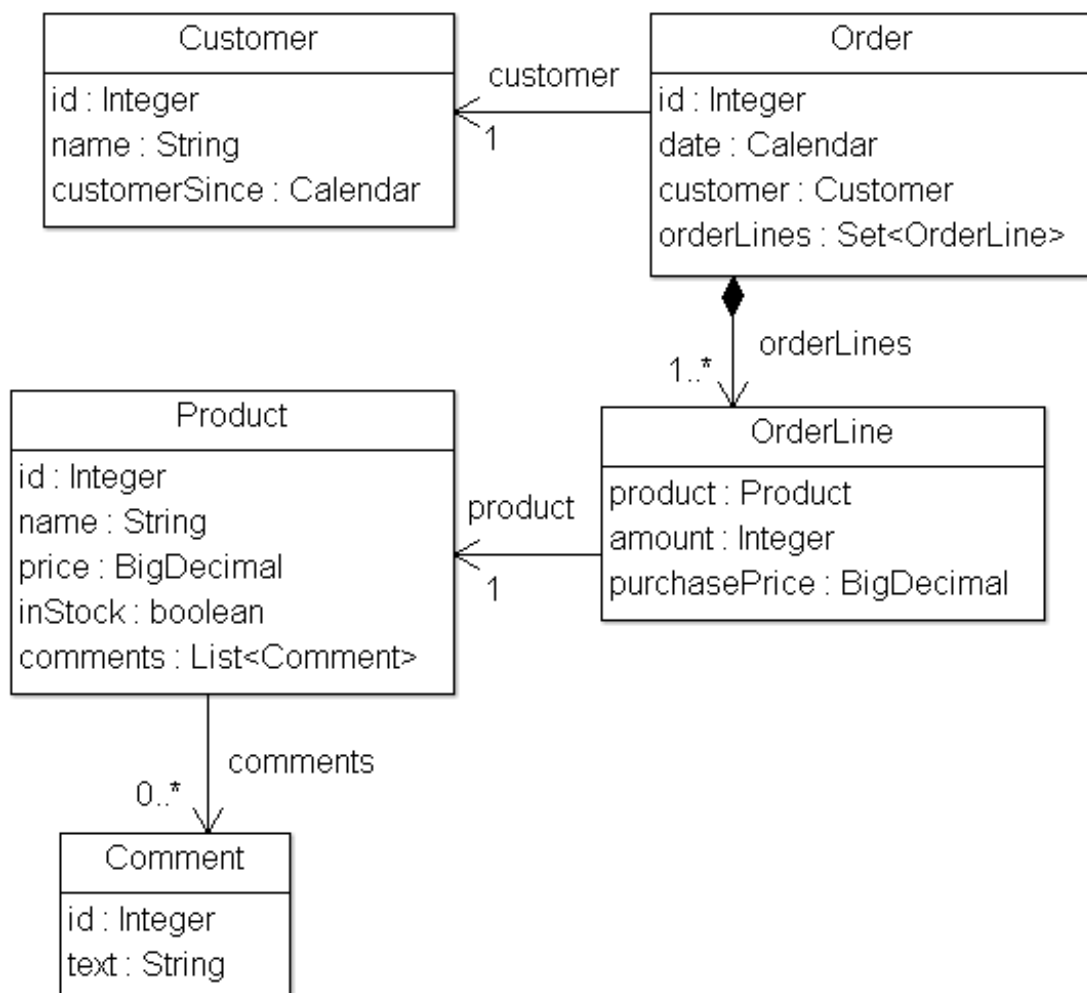 Customer
id : Integer
name : String
customerSince : Calendar
customer
1
Order
id : Integer
date : Calendar
customer : Customer
orderLines : Set<OrderLine>
orderLines
1..*
Product
id : Integer
name : String
price : BigDecimal
inStock : boolean
comments : List<Comment>
product
1
OrderLine
product : Product
amount : Integer
purchasePrice : BigDecimal
comments
0..*
Comment
id : Integer
text : String